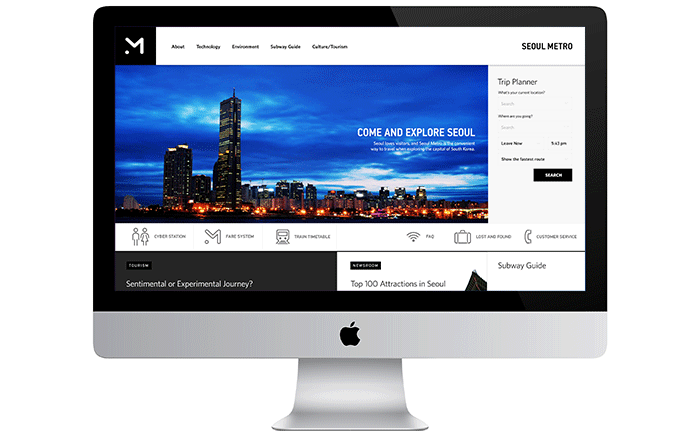 About Technology Environment Subway Guide Culture/Tourism SEOUL METRO
COME AND EXPLORE SEOUL
Seoul loves visitors, and Seoul Metro is the convenient
way to travel when exploring the capital of South Korea.
Trip Planner
What's your current location?
Search
Where are you going?
Search
Leave Now
Show the fastest route
SEARCH
CYBER STATION FARE SYSTEM TRAIN TIMETABLE FAQ LOST AND FOUND CUSTOMER SERVICE
TOURISM
Sentimental or Experimental Journey?
NEWSROOM
Top 100 Attractions in Seoul
Subway Guide